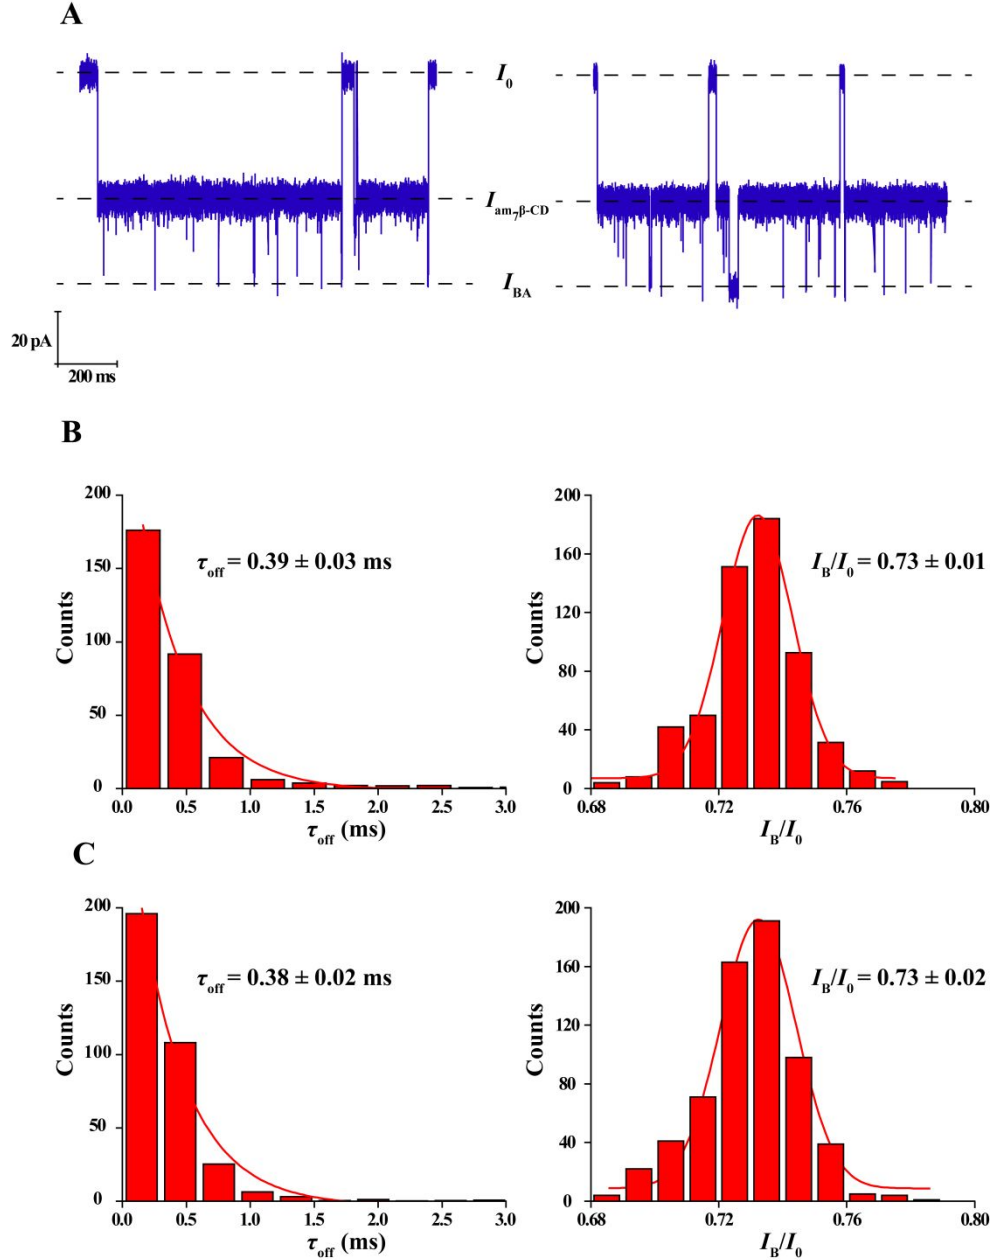 A
I₀
I am₇β-CD
I BA
20 pA
200 ms
B
200
150
100
50
0
Counts
τoff = 0.39 ± 0.03 ms
0.0 0.5 1.0 1.5 2.0 2.5 3.0
τoff (ms)
200
160
120
80
40
0
Counts
IB/I0 = 0.73 ± 0.01
0.68 0.72 0.76 0.80
IB/I0
C
200
150
100
50
0
Counts
τoff = 0.38 ± 0.02 ms
0.0 0.5 1.0 1.5 2.0 2.5 3.0
τoff (ms)
200
160
120
80
40
0
Counts
IB/I0 = 0.73 ± 0.02
0.68 0.72 0.76 0.80
IB/I0